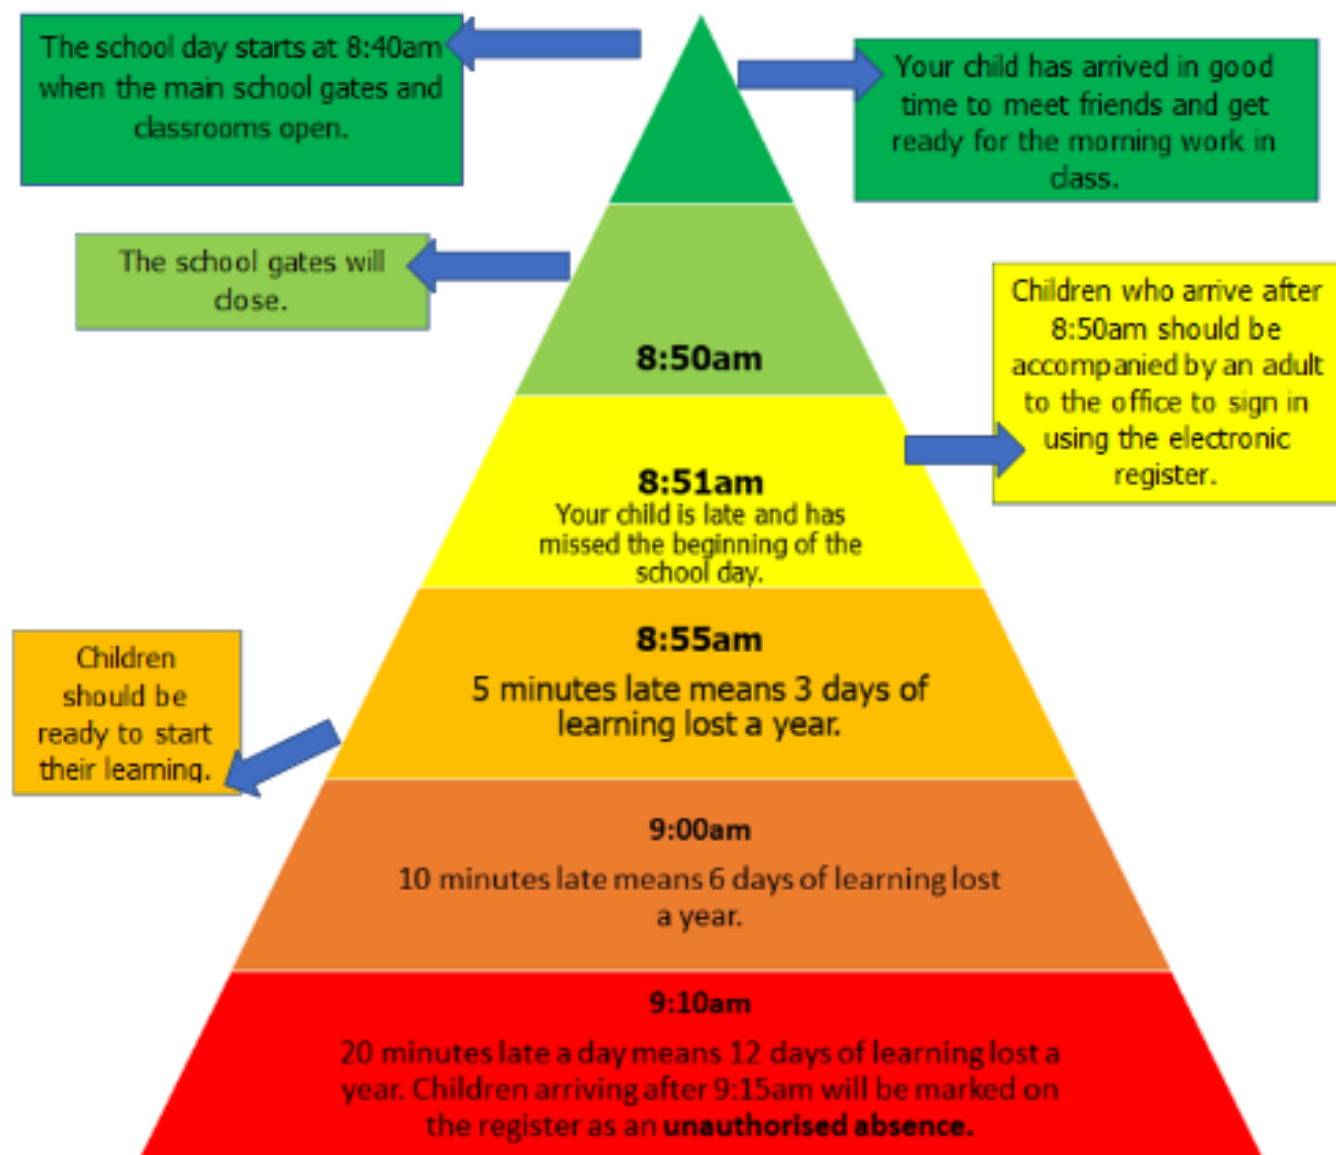 The school day starts at 8:40am
when the main school gates and
classrooms open.
Your child has arrived in good
time to meet friends and get
ready for the morning work in
class.
The school gates will
close.
8:50am
Children who arrive after
8:50am should be
accompanied by an adult
to the office to sign in
using the electronic
register.
8:51am
Your child is late and has
missed the beginning of the
school day.
8:55am
5 minutes late means 3 days of
learning lost a year.
Children
should be
ready to start
their learning.
9:00am
10 minutes late means 6 days of learning lost
a year.
9:10am
20 minutes late a day means 12 days of learning lost a
year. Children arriving after 9:15am will be marked on
the register as an unauthorised absence.